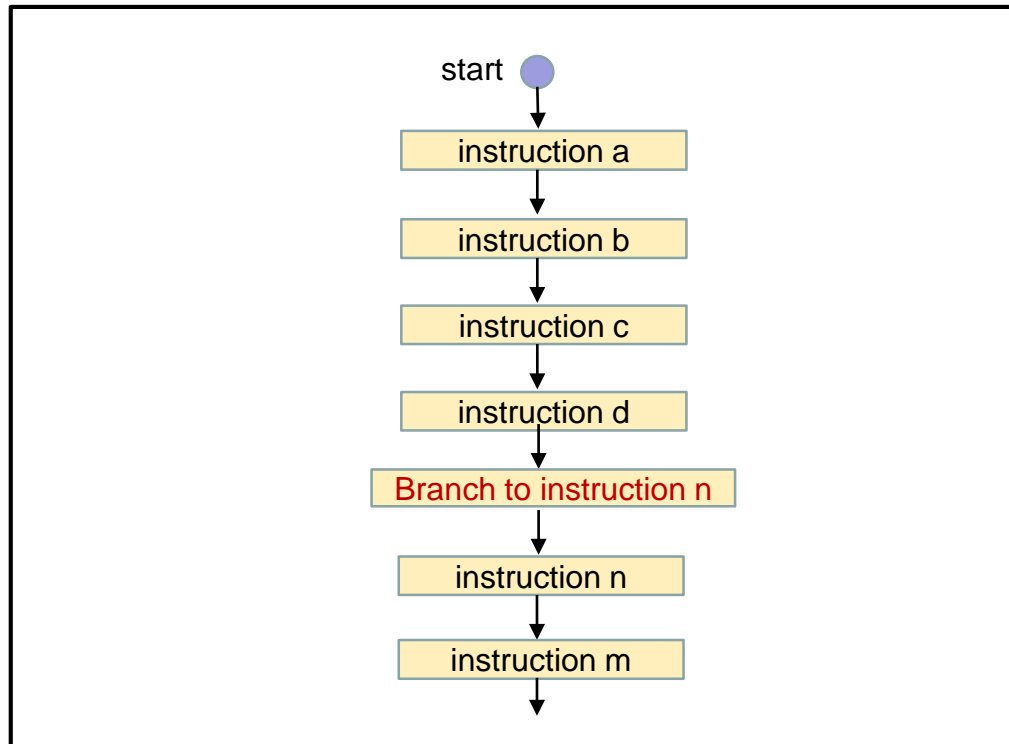 start
instruction a
instruction b
instruction c
instruction d
Branch to instruction n
instruction n
instruction m